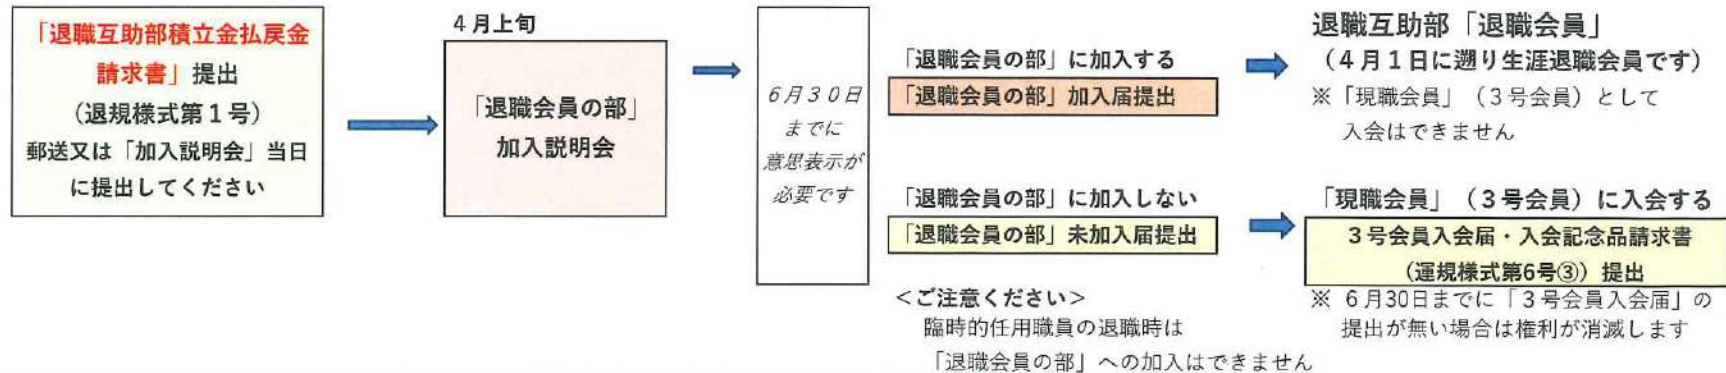 「退職互助部積立金払戻金
請求書」提出
（退規様式第１号）
郵送又は「加入説明会」当日
に提出してください
４月上旬
「退職会員の部」
加入説明会
６月３０日
までに
意思表示が
必要です
「退職会員の部」に加入する
「退職会員の部」加入届提出
退職互助部「退職会員」
（４月１日に遡り生涯退職会員です）
※「現職会員」（３号会員）として
入会はできません
「退職会員の部」に加入しない
「退職会員の部」未加入届提出
「現職会員」（３号会員）に入会する
３号会員入会届・入会記念品請求書
（運規様式第6号③）提出
※ ６月30日までに「３号会員入会届」の
提出が無い場合は権利が消滅します
＜ご注意ください＞
臨時的任用職員の退職時は
「退職会員の部」への加入はできません